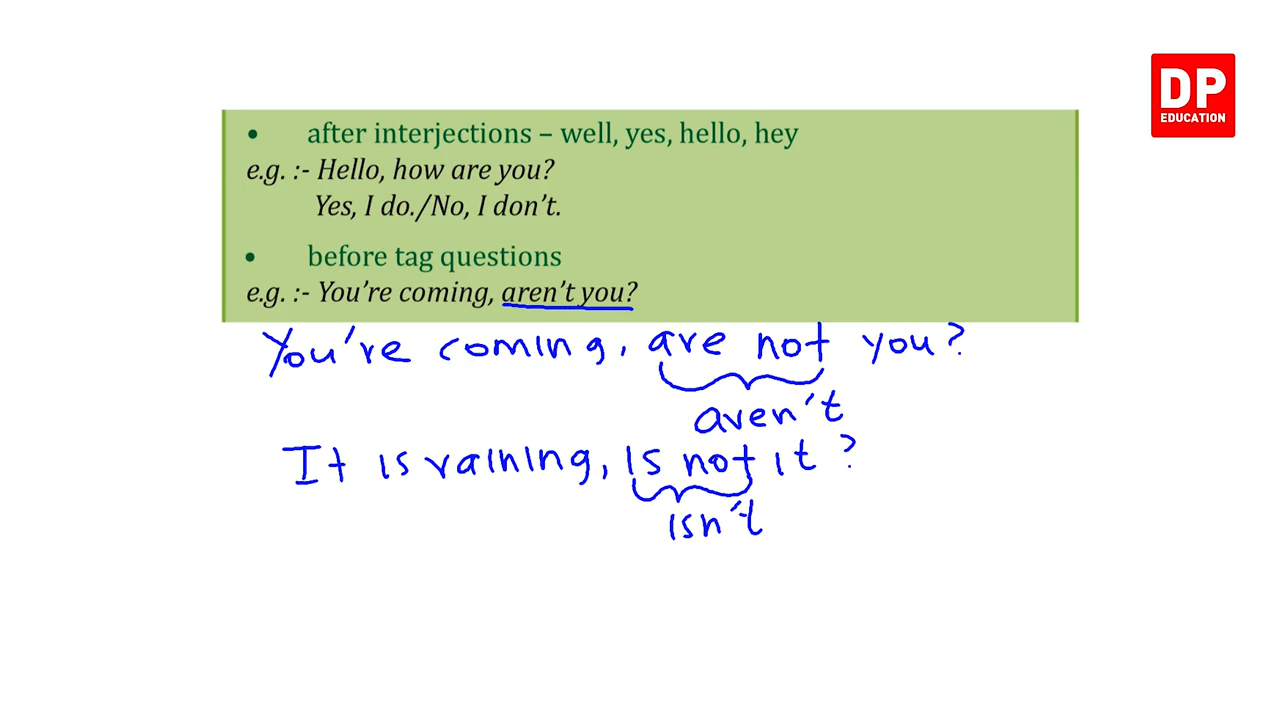 DP
EDUCATION
• after interjections – well, yes, hello, hey
e.g. :- Hello, how are you?
Yes, I do./No, I don't.
• before tag questions
e.g. :- You're coming, aren't you?
You're coming, are not you?
aren't
It is raining, is not it?
isn't